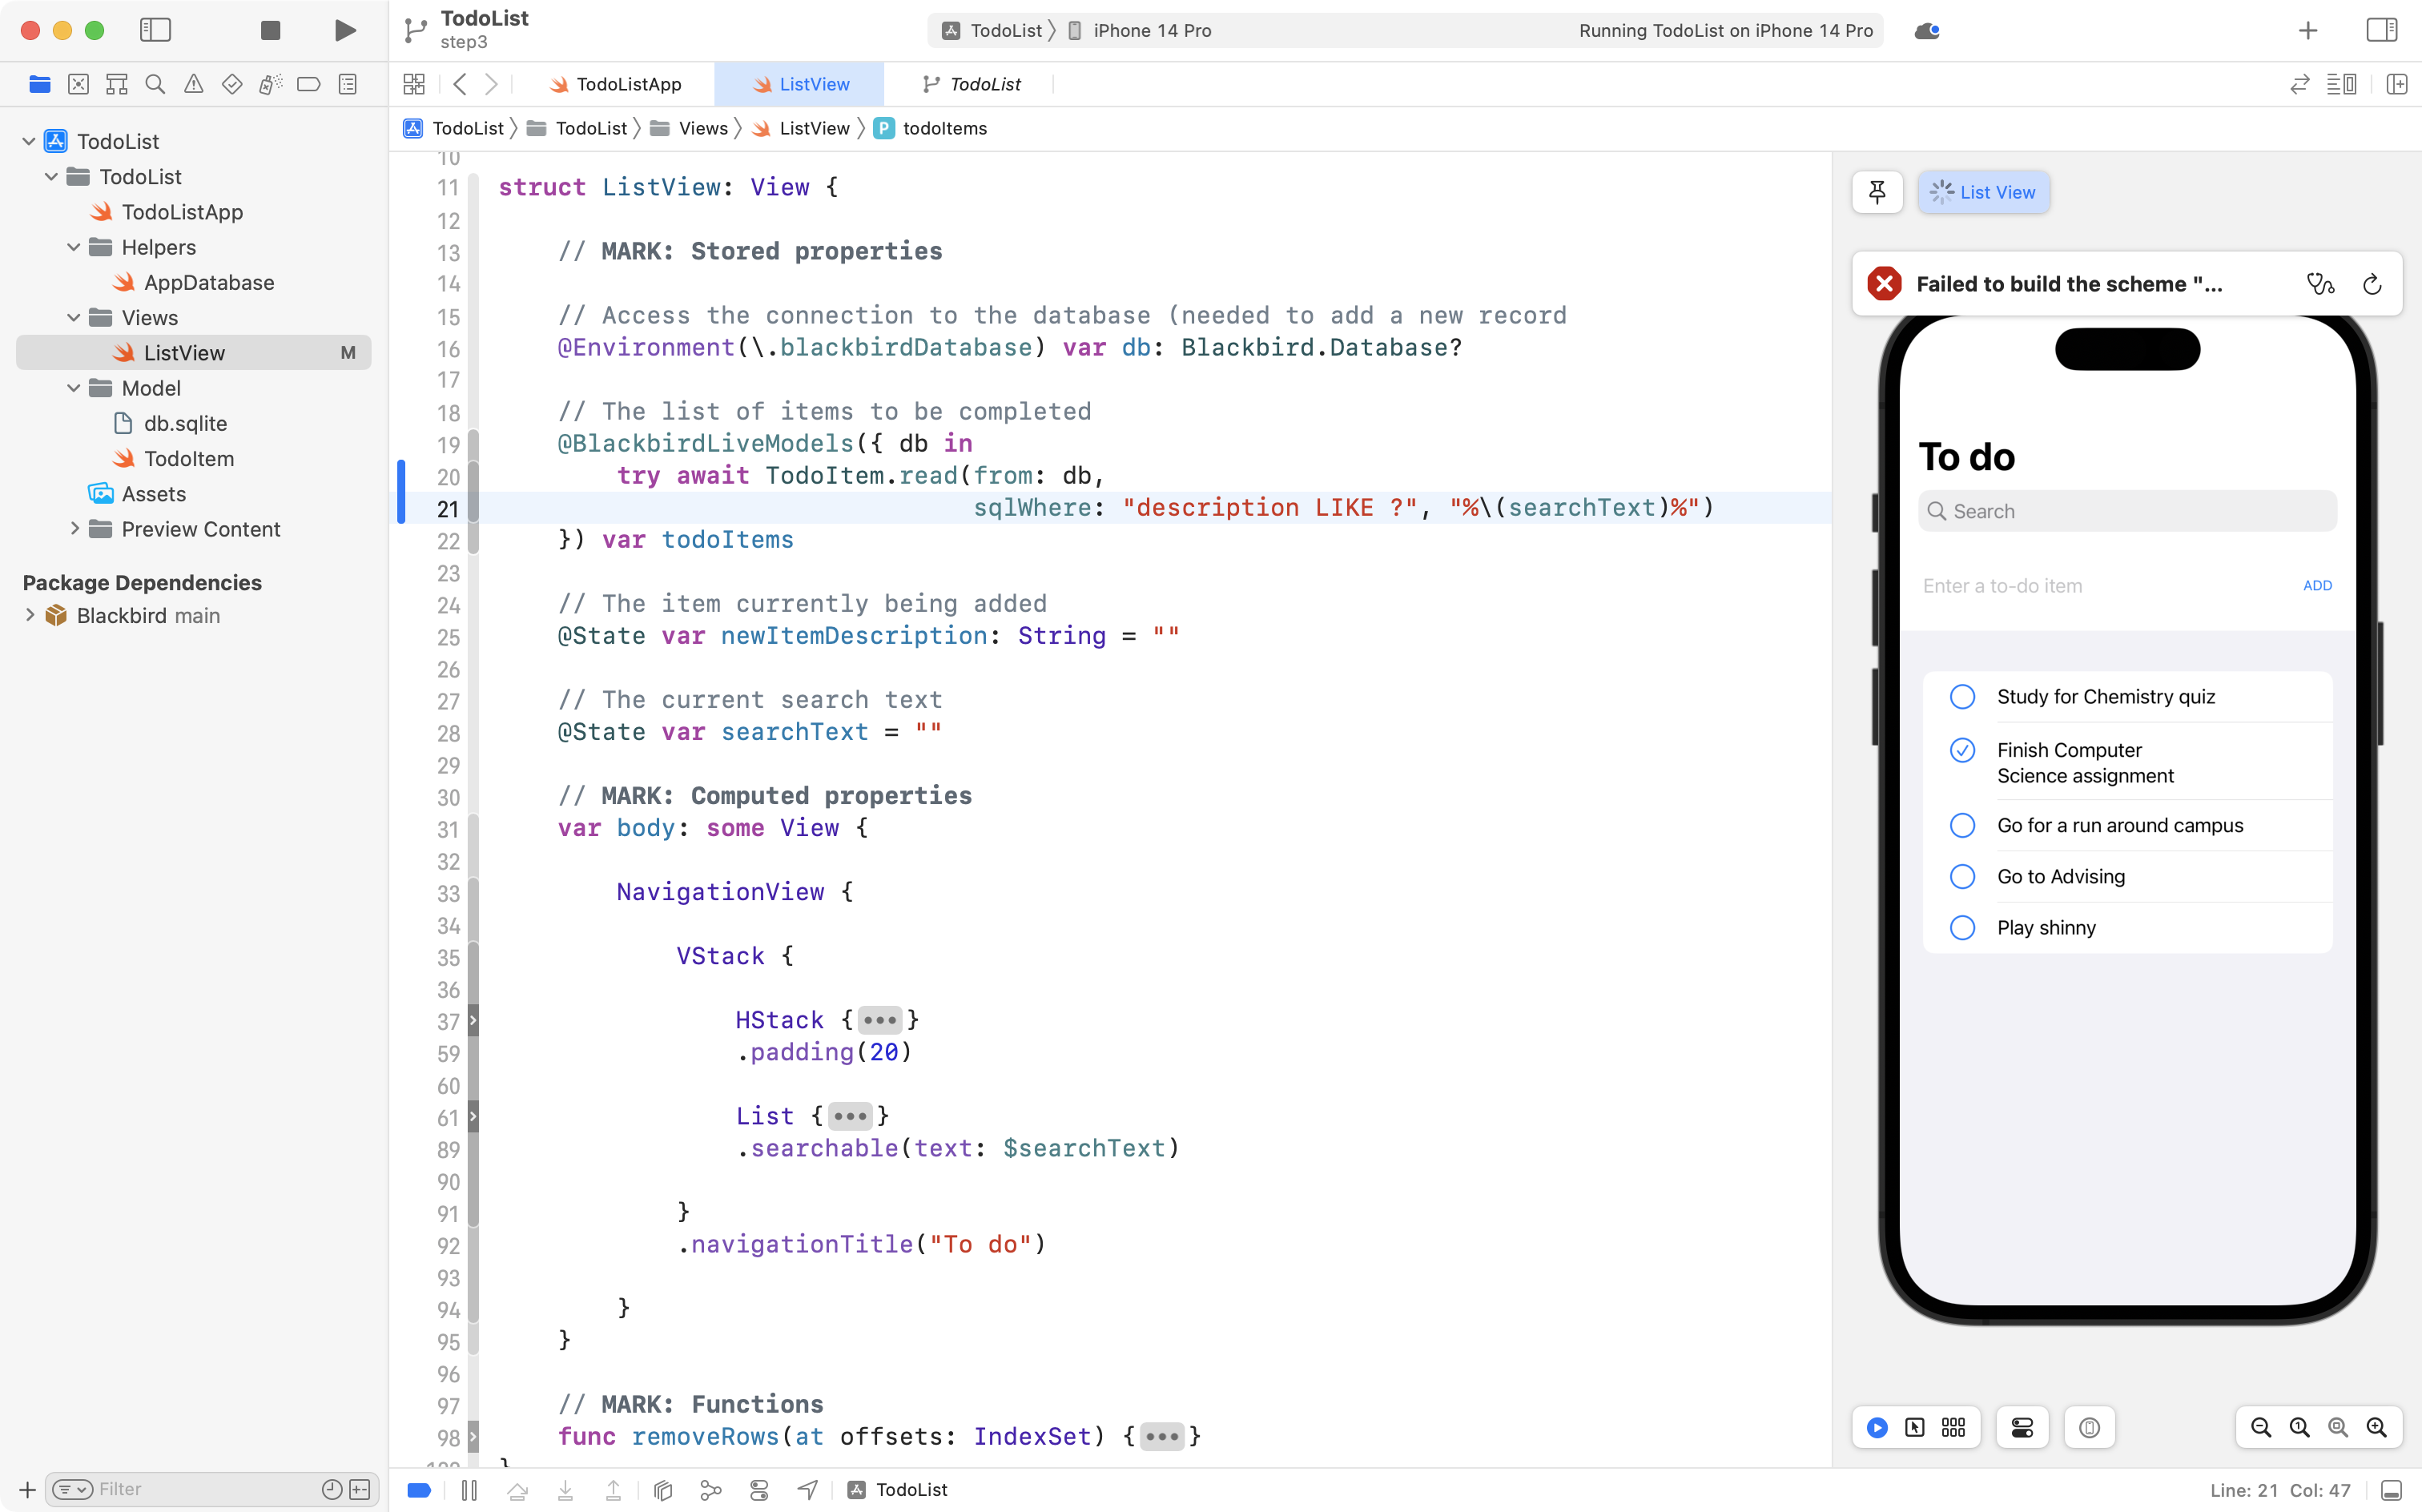 TodoList
step3
TodoList
iPhone 14 Pro
Running TodoList on iPhone 14 Pro
TodoListApp
ListView
TodoList
TodoList
TodoList
Views
ListView
P
todoItems
TodoList
TodoList
TodoListApp
Helpers
AppDatabase
Views
ListView M
Model
db.sqlite
TodoItem
Assets
Preview Content
Package Dependencies
Blackbird main
Filter
10
11 struct ListView: View {
12
13 // MARK: Stored properties
14
15 // Access the connection to the database (needed to add a new record
16 @Environment(\.blackbirdDatabase) var db: Blackbird.Database?
17
18 // The list of items to be completed
19 @BlackbirdLiveModels({ db in
20 try await TodoItem.read(from: db,
21 sqlWhere: "description LIKE ?", "%\(searchText)%")
22 }) var todoItems
23
24 // The item currently being added
25 @State var newItemDescription: String = ""
26
27 // The current search text
28 @State var searchText = ""
29
30 // MARK: Computed properties
31 var body: some View {
32
33 NavigationView {
34
35 VStack {
36
37 HStack {•••}
59 .padding(20)
60
61 List {•••}
89 .searchable(text: $searchText)
90
91 }
92 .navigationTitle("To do")
93
94 }
95 }
96
97 // MARK: Functions
98 func removeRows(at offsets: IndexSet) {•••}
List View
Failed to build the scheme "...
To do
Search
Enter a to-do item ADD
Study for Chemistry quiz
Finish Computer
Science assignment
Go for a run around campus
Go to Advising
Play shinny
TodoList
Line: 21 Col: 47